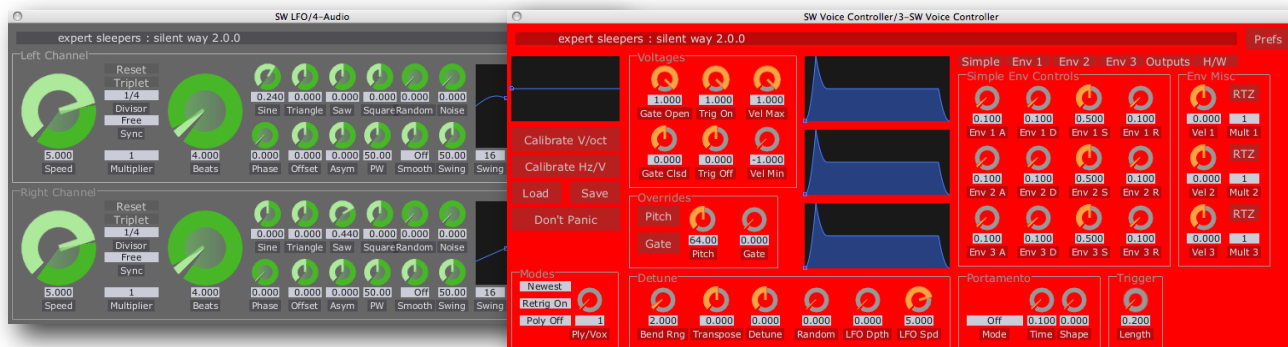 SW LFO/4-Audio
expert sleepers : silent way 2.0.0
Left Channel
Reset
Triplet
1/4
Divisor
Free
Sync
5.000 1 4.000
Speed Multiplier Beats
0.240 0.000 0.000 0.000 0.000 0.000
Sine Triangle Saw Square Random Noise
0.000 0.000 0.000 50.00 Off 50.00 16
Phase Offset Asym PW Smooth Swing Swing
Right Channel
Reset
Triplet
1/4
Divisor
Free
Sync
5.000 1 4.000
Speed Multiplier Beats
0.000 0.000 0.440 0.000 0.000 0.000
Sine Triangle Saw Square Random Noise
0.000 0.000 0.000 50.00 Off 50.00 16
Phase Offset Asym PW Smooth Swing Swing
SW Voice Controller/3-SW Voice Controller
expert sleepers : silent way 2.0.0 Prefs
Calibrate V/oct
Calibrate Hz/V
Load Save
Don't Panic
Voltages
1.000 1.000 1.000
Gate Open Trig On Vel Max
0.000 0.000 -1.000
Gate Clsd Trig Off Vel Min
Overrides
Pitch
Gate
64.00 0.000
Pitch Gate
Simple Env 1 Env 2 Env 3 Outputs H/W
Simple Env Controls
0.100 0.100 0.500 0.100
Env 1 A Env 1 D Env 1 S Env 1 R
0.100 0.100 0.500 0.100
Env 2 A Env 2 D Env 2 S Env 2 R
0.100 0.100 0.500 0.100
Env 3 A Env 3 D Env 3 S Env 3 R
Env Misc
RTZ
0.000 1
Vel 1 Mult 1
RTZ
0.000 1
Vel 2 Mult 2
RTZ
0.000 1
Vel 3 Mult 3
Modes
Newest
Retrig On
Poly Off 1
Ply/Vox
Detune
2.000 0.000 0.000 0.000 0.000 5.000
Bend Rng Transpose Detune Random LFO Dpth LFO Spd
Portamento
Off 0.100 0.000
Mode Time Shape
Trigger
0.200
Length